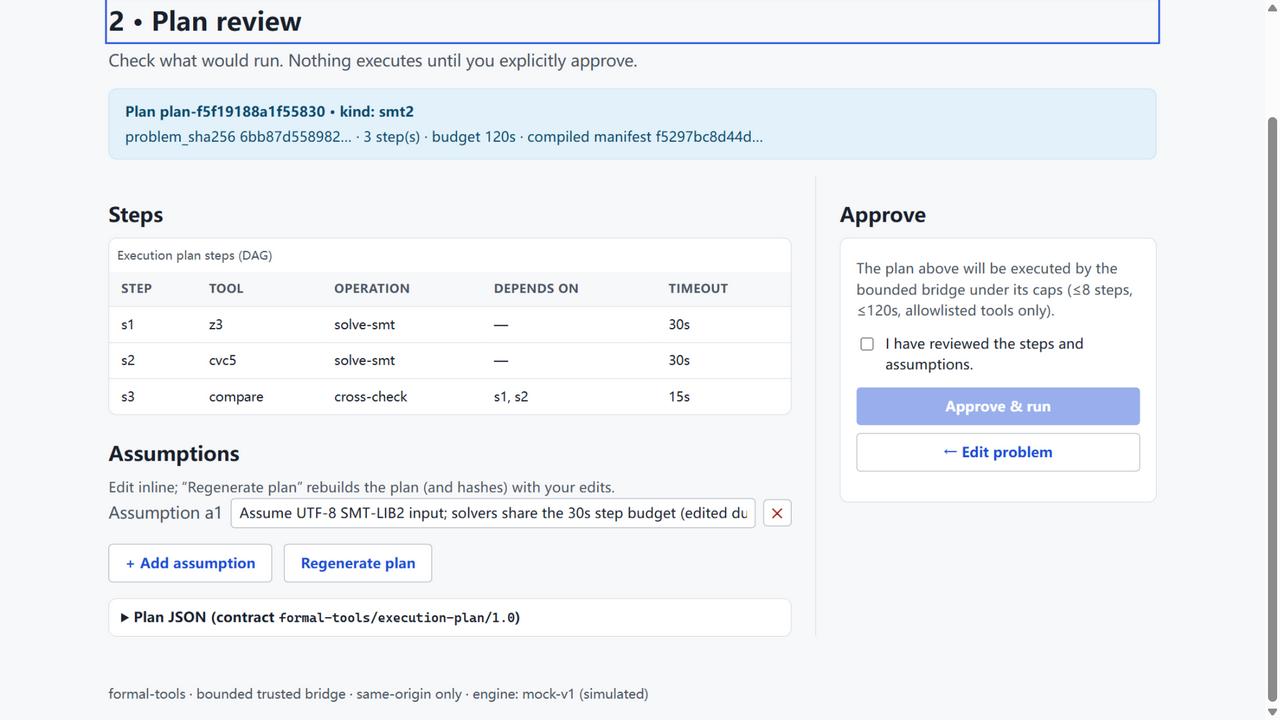 2 • Plan review
Check what would run. Nothing executes until you explicitly approve.
Plan plan-f5f19188a1f55830 • kind: smt2
problem_sha256 6bb87d558982… · 3 step(s) · budget 120s · compiled manifest f5297bc8d44d…
Steps
Execution plan steps (DAG)
STEP TOOL OPERATION DEPENDS ON TIMEOUT
s1 z3 solve-smt — 30s
s2 cvc5 solve-smt — 30s
s3 compare cross-check s1, s2 15s
Assumptions
Edit inline; “Regenerate plan” rebuilds the plan (and hashes) with your edits.
Assumption a1 Assume UTF-8 SMT-LIB2 input; solvers share the 30s step budget (edited du
+ Add assumption Regenerate plan
▶ Plan JSON (contract formal-tools/execution-plan/1.0)
Approve
The plan above will be executed by the
bounded bridge under its caps (≤8 steps,
≤120s, allowlisted tools only).
I have reviewed the steps and
assumptions.
Approve & run
← Edit problem
formal-tools · bounded trusted bridge · same-origin only · engine: mock-v1 (simulated)